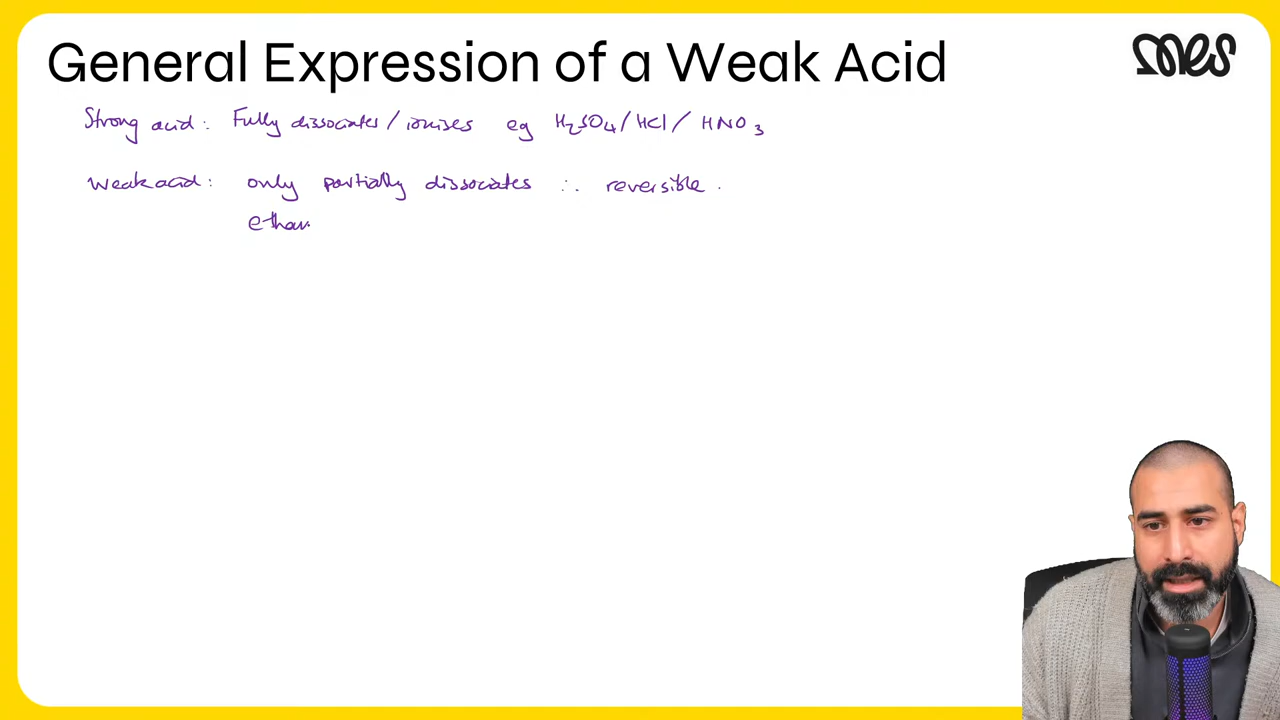 General Expression of a Weak Acid
Strong acid: Fully dissociates / ionises eg H₂SO₄ / HCl / HNO₃
Weak acid: only partially dissociates ∴ reversible.
ethan